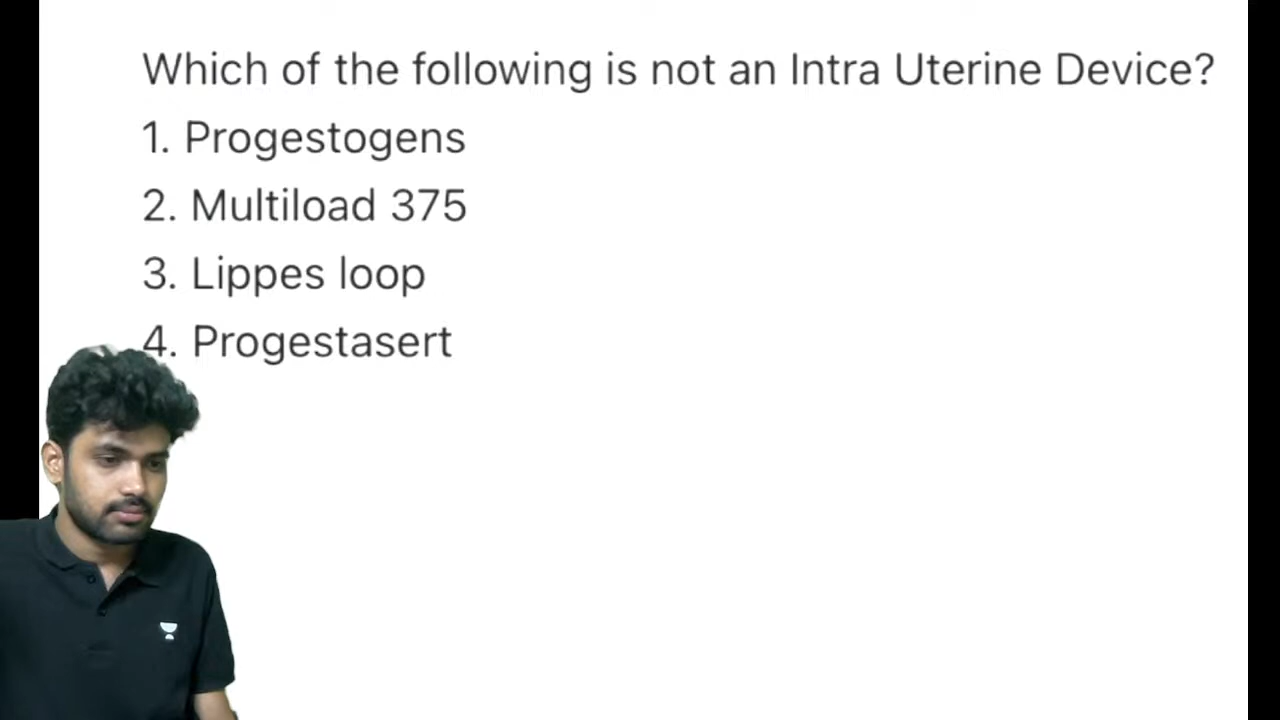 Which of the following is not an Intra Uterine Device?
1. Progestogens
2. Multiload 375
3. Lippes loop
4. Progestasert